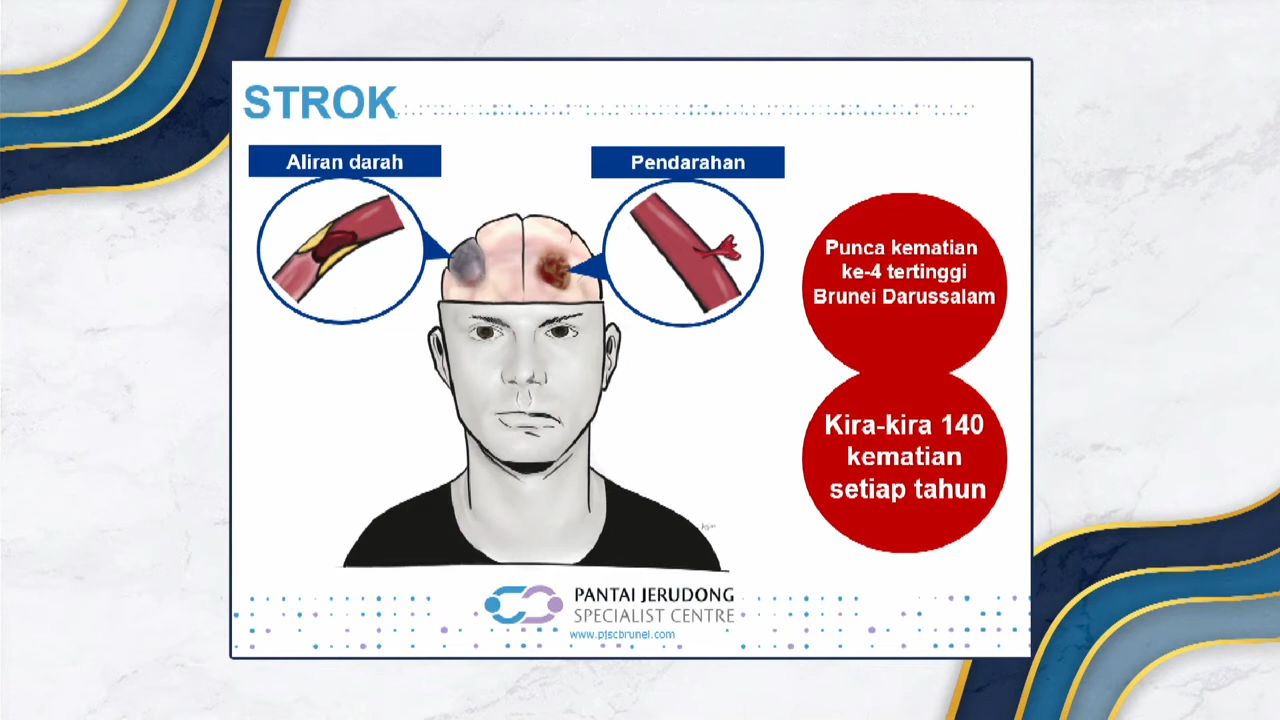 STROK
Aliran darah
Pendarahan
Punca kematian
ke-4 tertinggi
Brunei Darussalam
Kira-kira 140
kematian
setiap tahun
PANTAI JERUDONG
SPECIALIST CENTRE
www.pjscbrunei.com